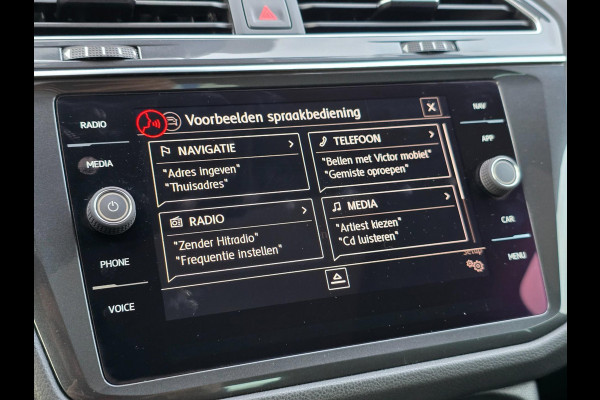 RADIO
MEDIA
PHONE
VOICE
Voorbeelden spraakbediening
NAVIGATIE
"Adres ingeven"
"Thuisadres"
TELEFOON
"Bellen met Victor mobiel"
"Gemiste oproepen"
RADIO
"Zender Hitradio"
"Frequentie instellen"
MEDIA
"Artiest kiezen"
"Cd luisteren"
Setup
NAV
APP
CAR
MENU